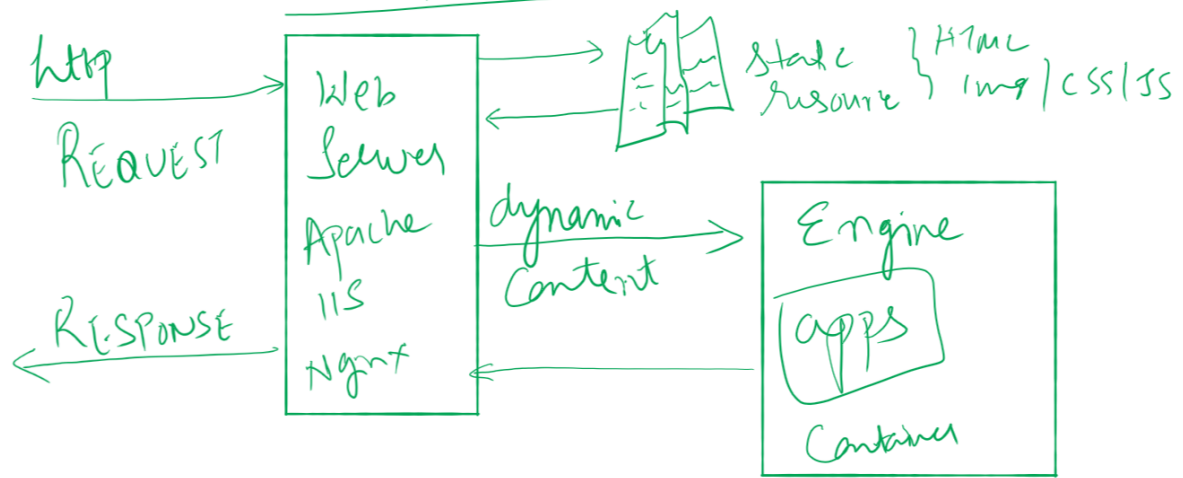 http
REQUEST
RESPONSE
Web
Server
Apache
IIS
Nginx
static
resource
HTML
Img/CSS/JS
dynamic
Content
Engine
apps
Container